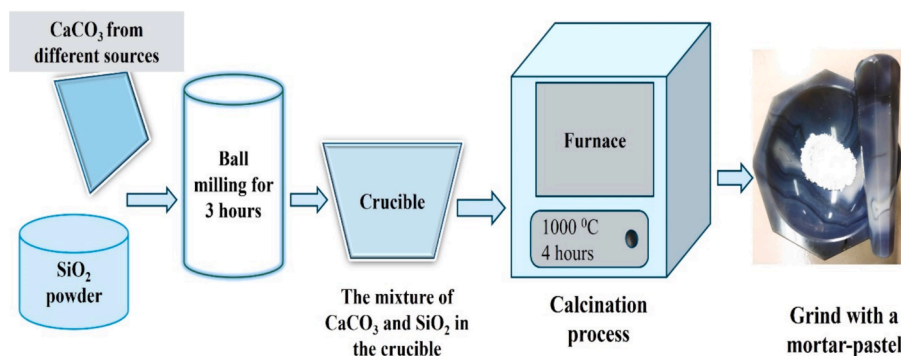 CaCO₃ from
different sources
SiO₂
powder
Ball
milling for
3 hours
Crucible
The mixture of
CaCO₃ and SiO₂ in
the crucible
Furnace
1000 ⁰C
4 hours
Calcination
process
Grind with a
mortar-pastel